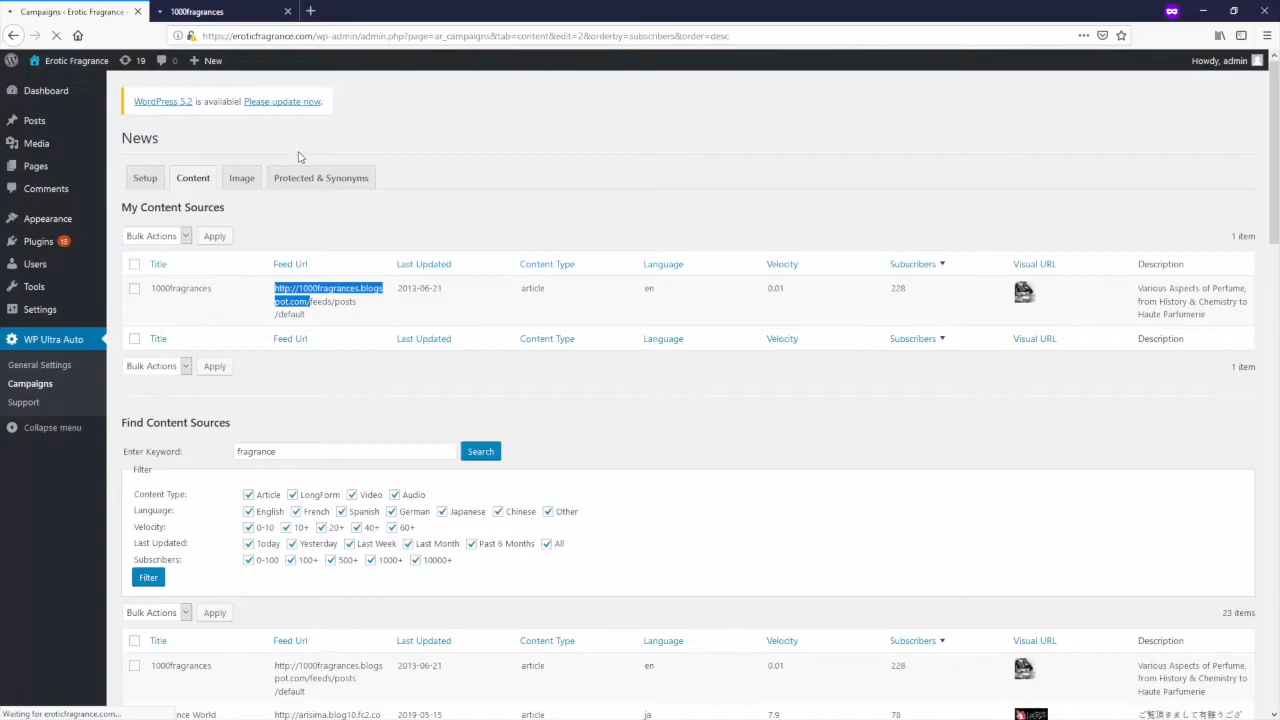 Campaigns ‹ Erotic Fragrance
1000fragrances
https://eroticfragrance.com/wp-admin/admin.php?page=ar_campaigns&tab=content&edit=2&orderby=subscribers&order=desc
Erotic Fragrance 19 0 New Howdy, admin
Dashboard
Posts
Media
Pages
Comments
Appearance
Plugins 15
Users
Tools
Settings
WP Ultra Auto
General Settings
Campaigns
Support
Collapse menu
WordPress 5.2 is available! Please update now.
News
Setup Content Image Protected & Synonyms
My Content Sources
Bulk Actions Apply 1 item
Title Feed Url Last Updated Content Type Language Velocity Subscribers Visual URL Description
1000fragrances http://1000fragrances.blogs 2013-06-21 article en 0.01 228 Various Aspects of Perfume,
pot.com/feeds/posts from History & Chemistry to
/default Haute Parfumerie
Title Feed Url Last Updated Content Type Language Velocity Subscribers Visual URL Description
Bulk Actions Apply 1 item
Find Content Sources
Enter Keyword: fragrance Search
Filter
Content Type: Article LongForm Video Audio
Language: English French Spanish German Japanese Chinese Other
Velocity: 0-10 10+ 20+ 40+ 60+
Last Updated: Today Yesterday Last Week Last Month Past 6 Months All
Subscribers: 0-100 100+ 500+ 1000+ 10000+
Filter
Bulk Actions Apply 23 items
Title Feed Url Last Updated Content Type Language Velocity Subscribers Visual URL Description
1000fragrances http://1000fragrances.blogs 2013-06-21 article en 0.01 228 Various Aspects of Perfume,
pot.com/feeds/posts from History & Chemistry to
/default Haute Parfumerie
rance World http://arisima.blog10.fc2.co 2019-05-15 article ja 7.9 78 ご覧頂きまして有難うござ
Waiting for eroticfragrance.com...